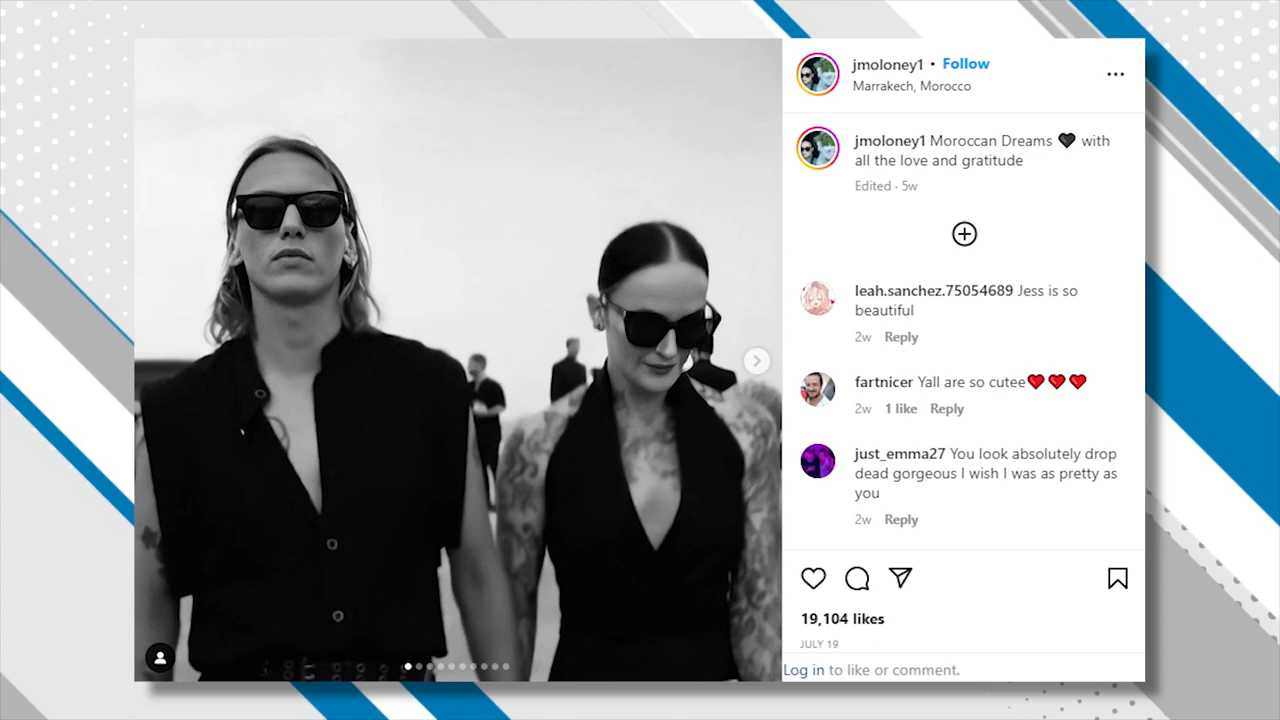 jmoloney1 • Follow
Marrakech, Morocco
jmoloney1 Moroccan Dreams 🖤 with
all the love and gratitude
Edited · 5w
leah.sanchez.75054689 Jess is so
beautiful
2w Reply
fartnicer Yall are so cutee❤️❤️❤️
2w 1 like Reply
just_emma27 You look absolutely drop
dead gorgeous I wish I was as pretty as
you
2w Reply
19,104 likes
JULY 19
Log in to like or comment.